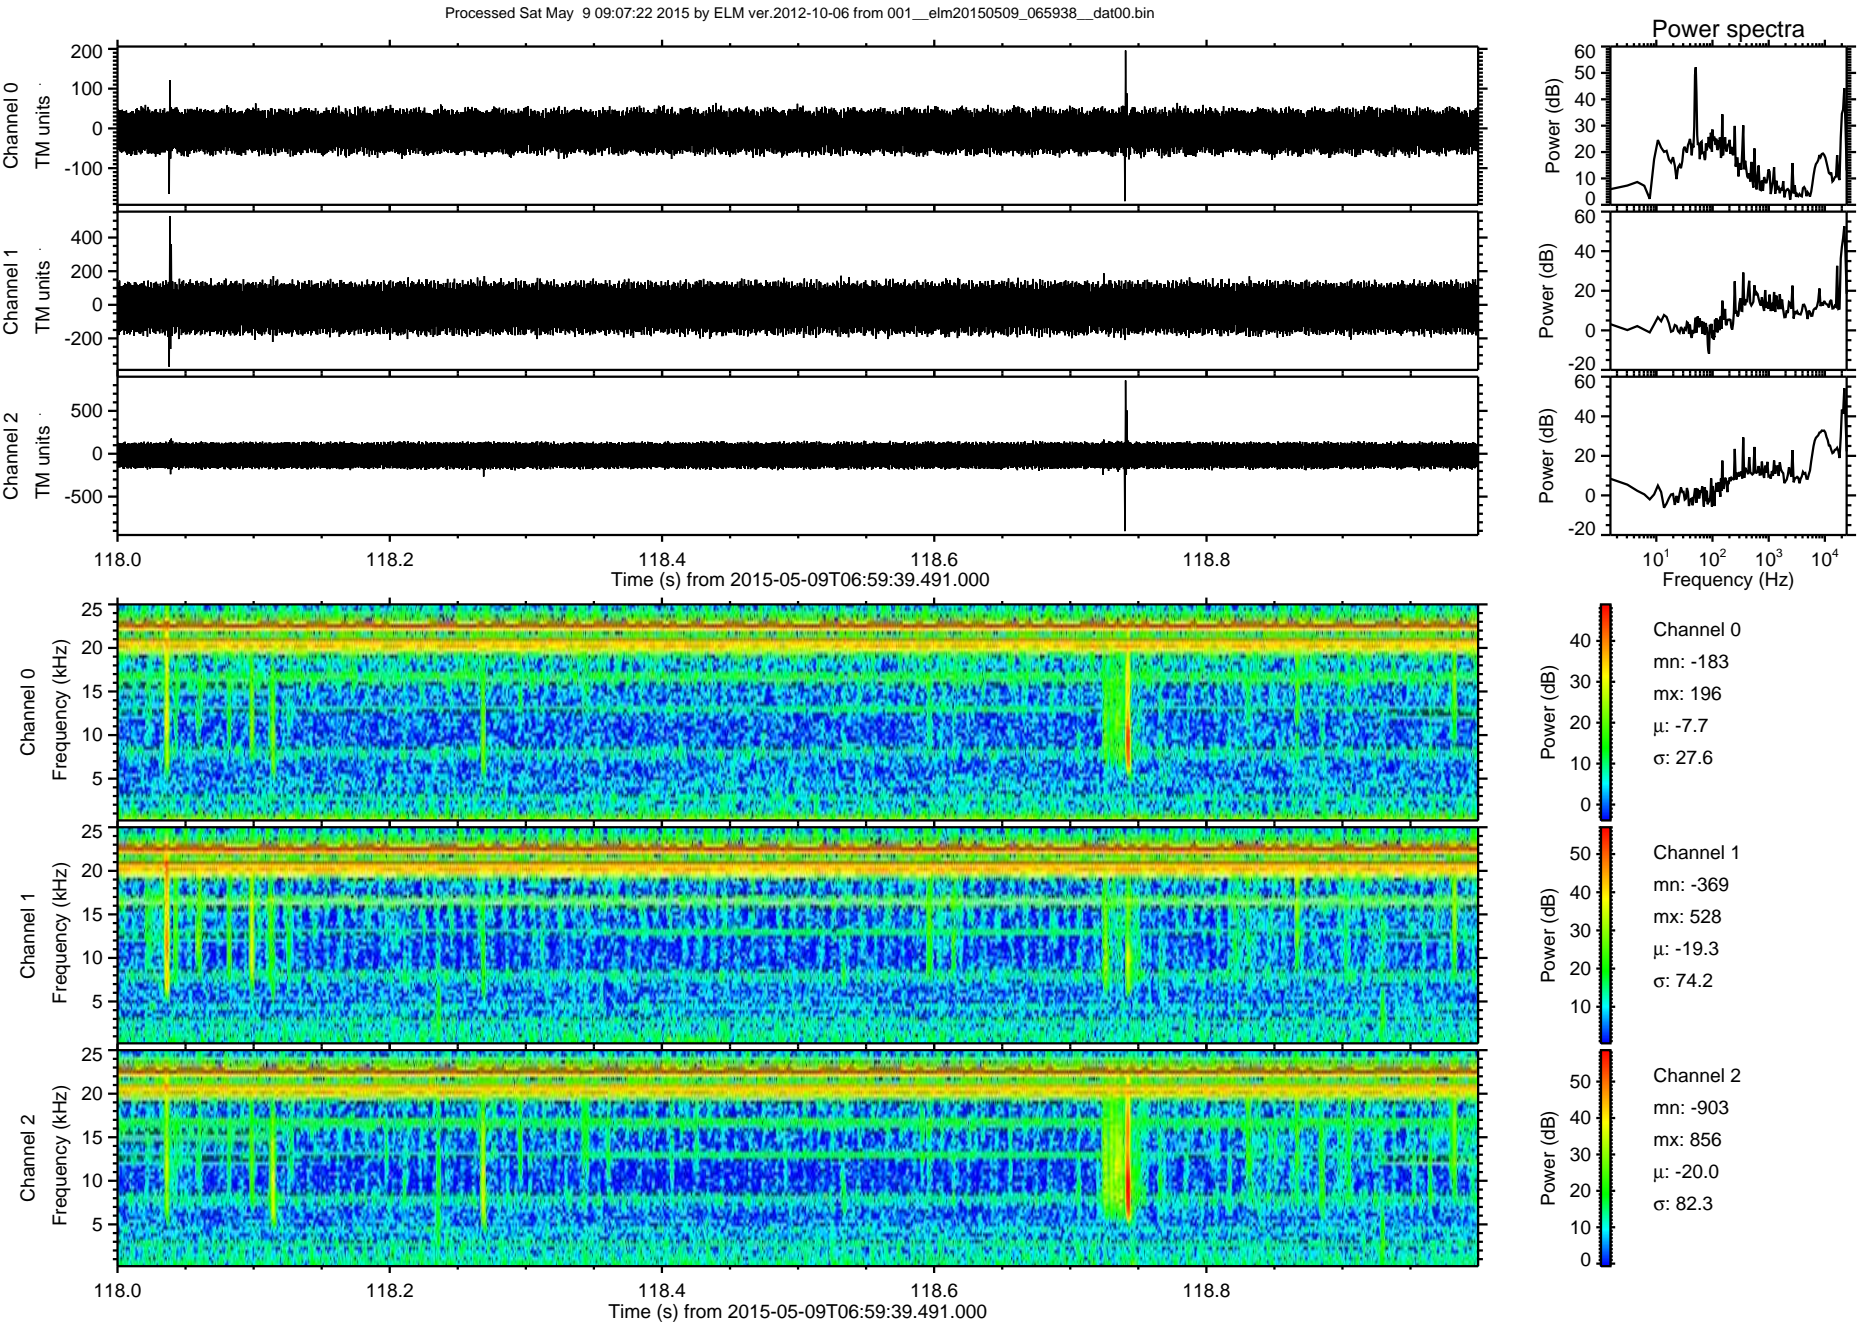 Processed Sat May  9 09:07:22 2015 by ELM ver.2012-10-06 from 001__elm20150509_065938__dat00.bin
Power spectra
Channel 0
TM units
200
100
0
-100
Power (dB)
60
50
40
30
20
10
0
Channel 1
TM units
400
200
0
-200
Power (dB)
60
40
20
0
-20
Channel 2
TM units
500
0
-500
Power (dB)
60
40
20
0
-20
118.0
118.2
118.4
118.6
118.8
Time (s) from 2015-05-09T06:59:39.491.000
10^1
10^2
10^3
10^4
Frequency (Hz)
Channel 0
Frequency (kHz)
25
20
15
10
5
Power (dB)
40
30
20
10
0
Channel 0
mn: -183
mx: 196
μ: -7.7
σ: 27.6
Channel 1
Frequency (kHz)
25
20
15
10
5
Power (dB)
50
40
30
20
10
Channel 1
mn: -369
mx: 528
μ: -19.3
σ: 74.2
Channel 2
Frequency (kHz)
25
20
15
10
5
Power (dB)
50
40
30
20
10
0
Channel 2
mn: -903
mx: 856
μ: -20.0
σ: 82.3
118.0
118.2
118.4
118.6
118.8
Time (s) from 2015-05-09T06:59:39.491.000